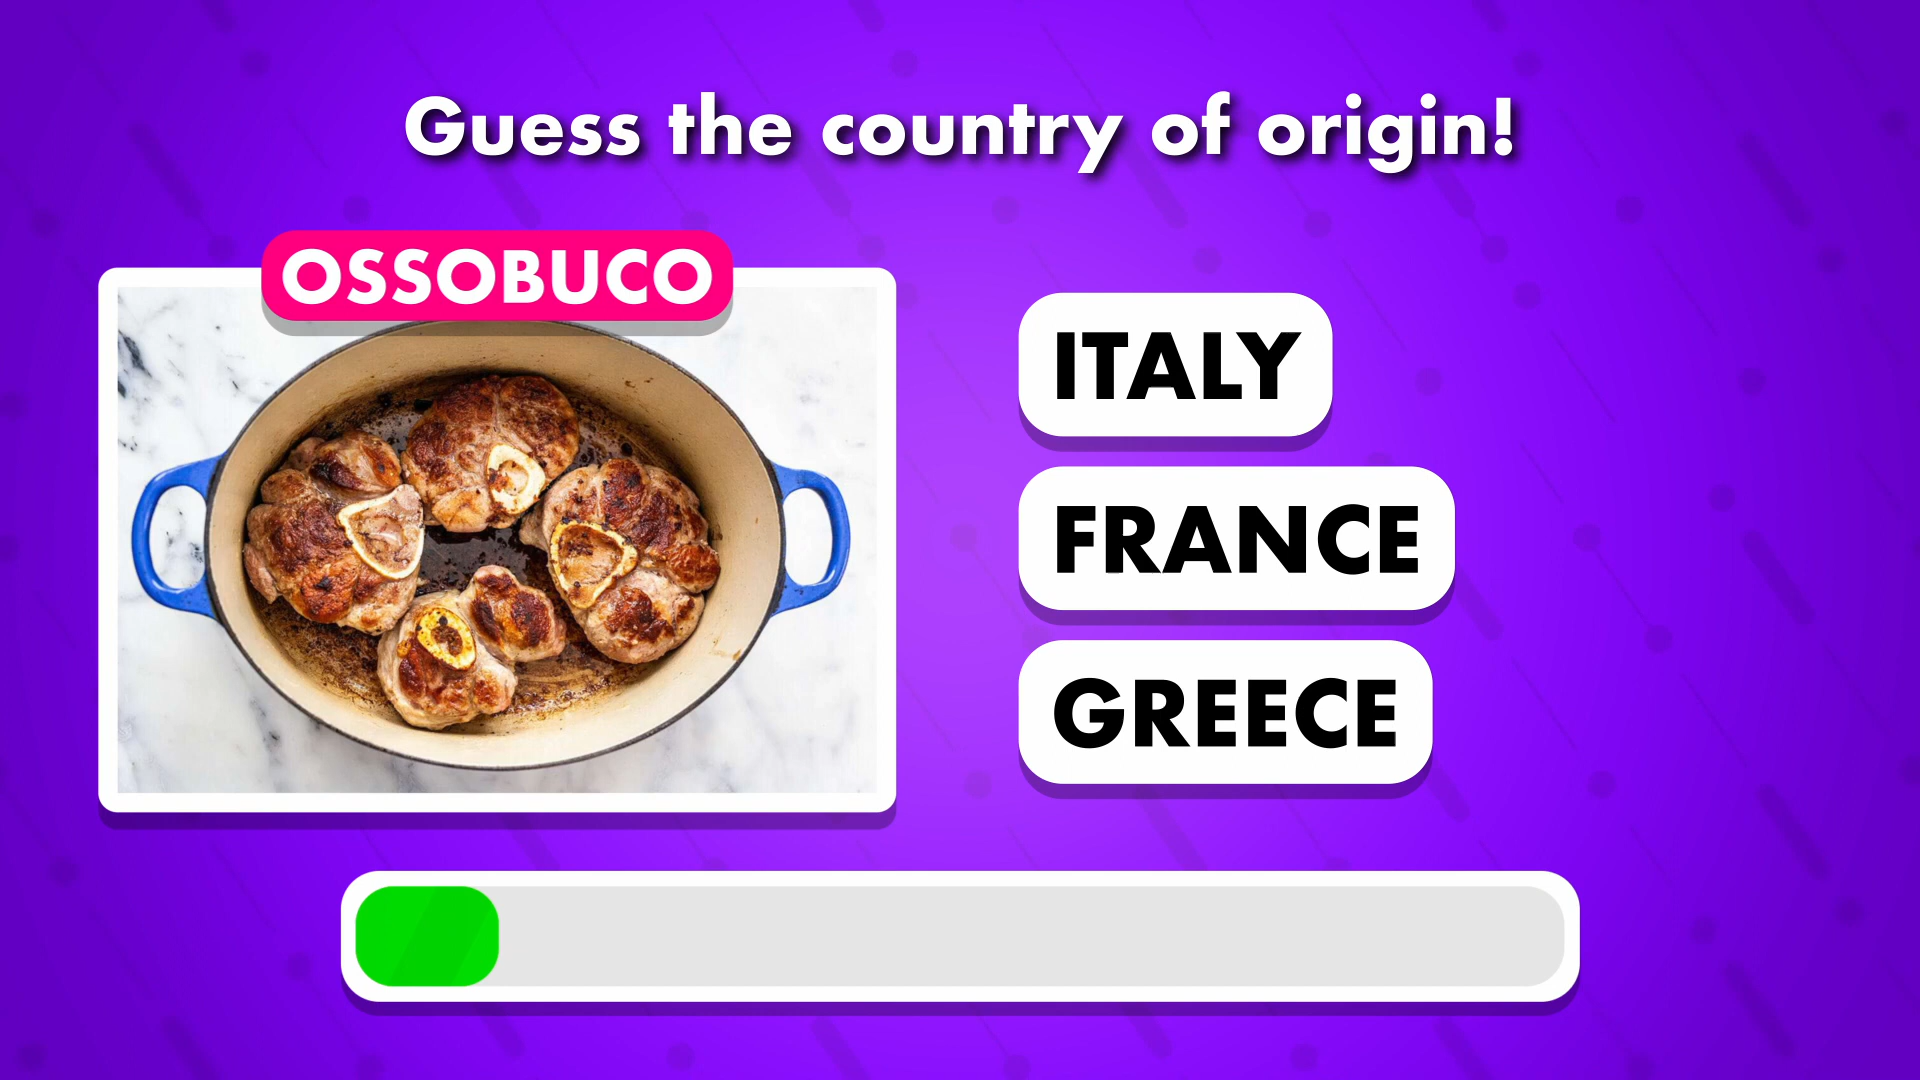 Guess the country of origin!
OSSOBUCO
ITALY
FRANCE
GREECE